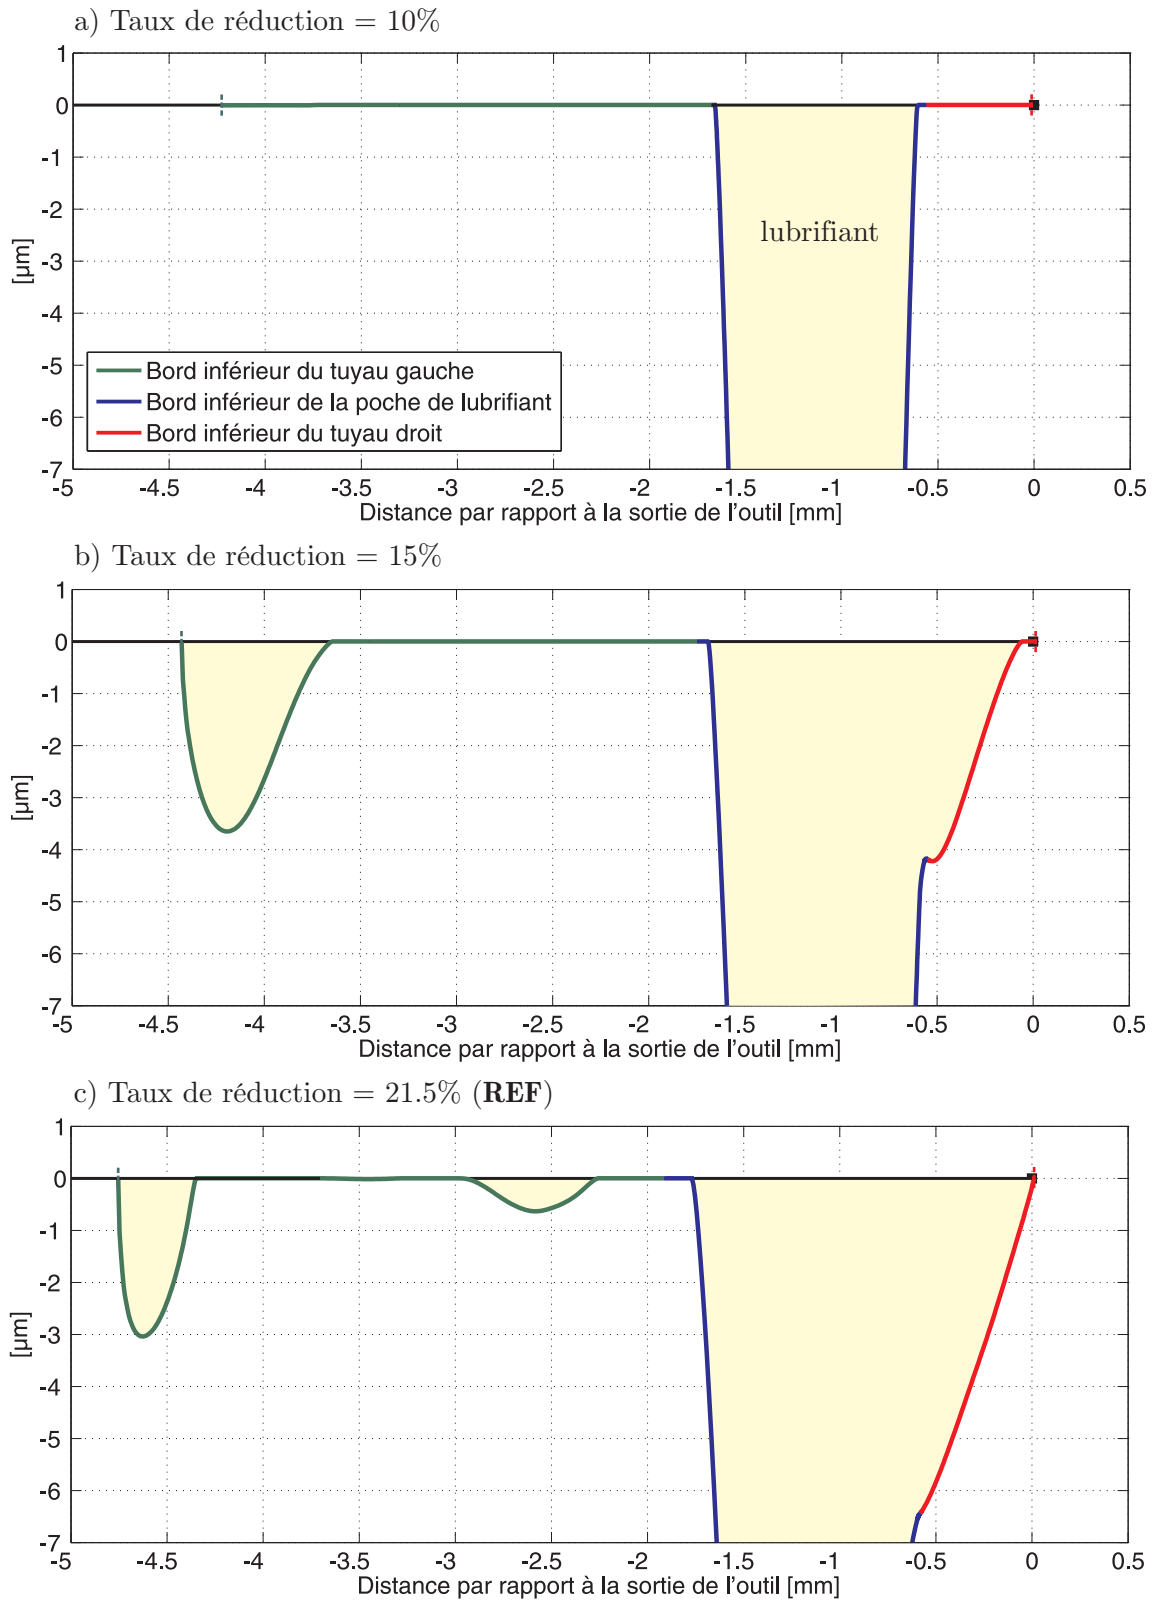 a) Taux de réduction = 10%
1
0
-1
-2
-3
-4
-5
-6
-7
[µm]
lubrifiant
Bord inférieur du tuyau gauche
Bord inférieur de la poche de lubrifiant
Bord inférieur du tuyau droit
-5 -4.5 -4 -3.5 -3 -2.5 -2 -1.5 -1 -0.5 0 0.5
Distance par rapport à la sortie de l'outil [mm]
b) Taux de réduction = 15%
1
0
-1
-2
-3
-4
-5
-6
-7
[µm]
-5 -4.5 -4 -3.5 -3 -2.5 -2 -1.5 -1 -0.5 0 0.5
Distance par rapport à la sortie de l'outil [mm]
c) Taux de réduction = 21.5% (REF)
1
0
-1
-2
-3
-4
-5
-6
-7
[µm]
-5 -4.5 -4 -3.5 -3 -2.5 -2 -1.5 -1 -0.5 0 0.5
Distance par rapport à la sortie de l'outil [mm]